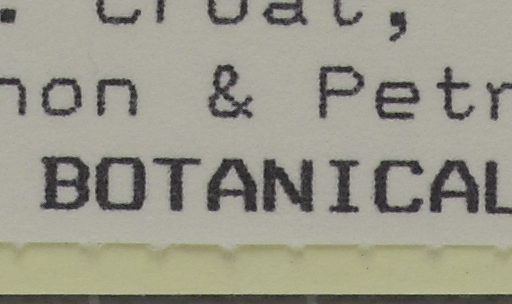 . Croat,
non & Petr
BOTANICAL